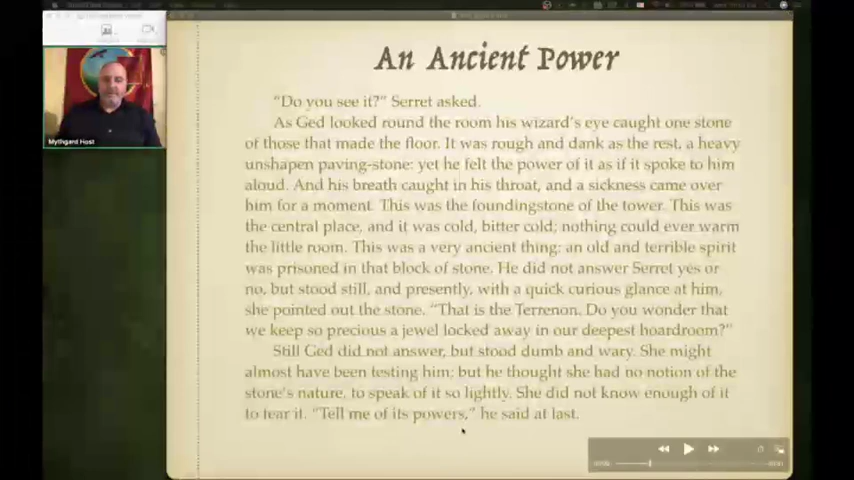 An Ancient Power
“Do you see it?” Serret asked.
As Ged looked round the room his wizard’s eye caught one stone
of those that made the floor. It was rough and dank as the rest, a heavy
unshapen paving-stone: yet he felt the power of it as if it spoke to him
aloud. And his breath caught in his throat, and a sickness came over
him for a moment. This was the foundingstone of the tower. This was
the central place, and it was cold, bitter cold; nothing could ever warm
the little room. This was a very ancient thing: an old and terrible spirit
was prisoned in that block of stone. He did not answer Serret yes or
no, but stood still, and presently, with a quick curious glance at him,
she pointed out the stone. “That is the Terrenon. Do you wonder that
we keep so precious a jewel locked away in our deepest hoardroom?”
Still Ged did not answer, but stood dumb and wary. She might
almost have been testing him; but he thought she had no notion of the
stone’s nature, to speak of it so lightly. She did not know enough of it
to fear it. “Tell me of its powers,” he said at last.
Mythgard Host